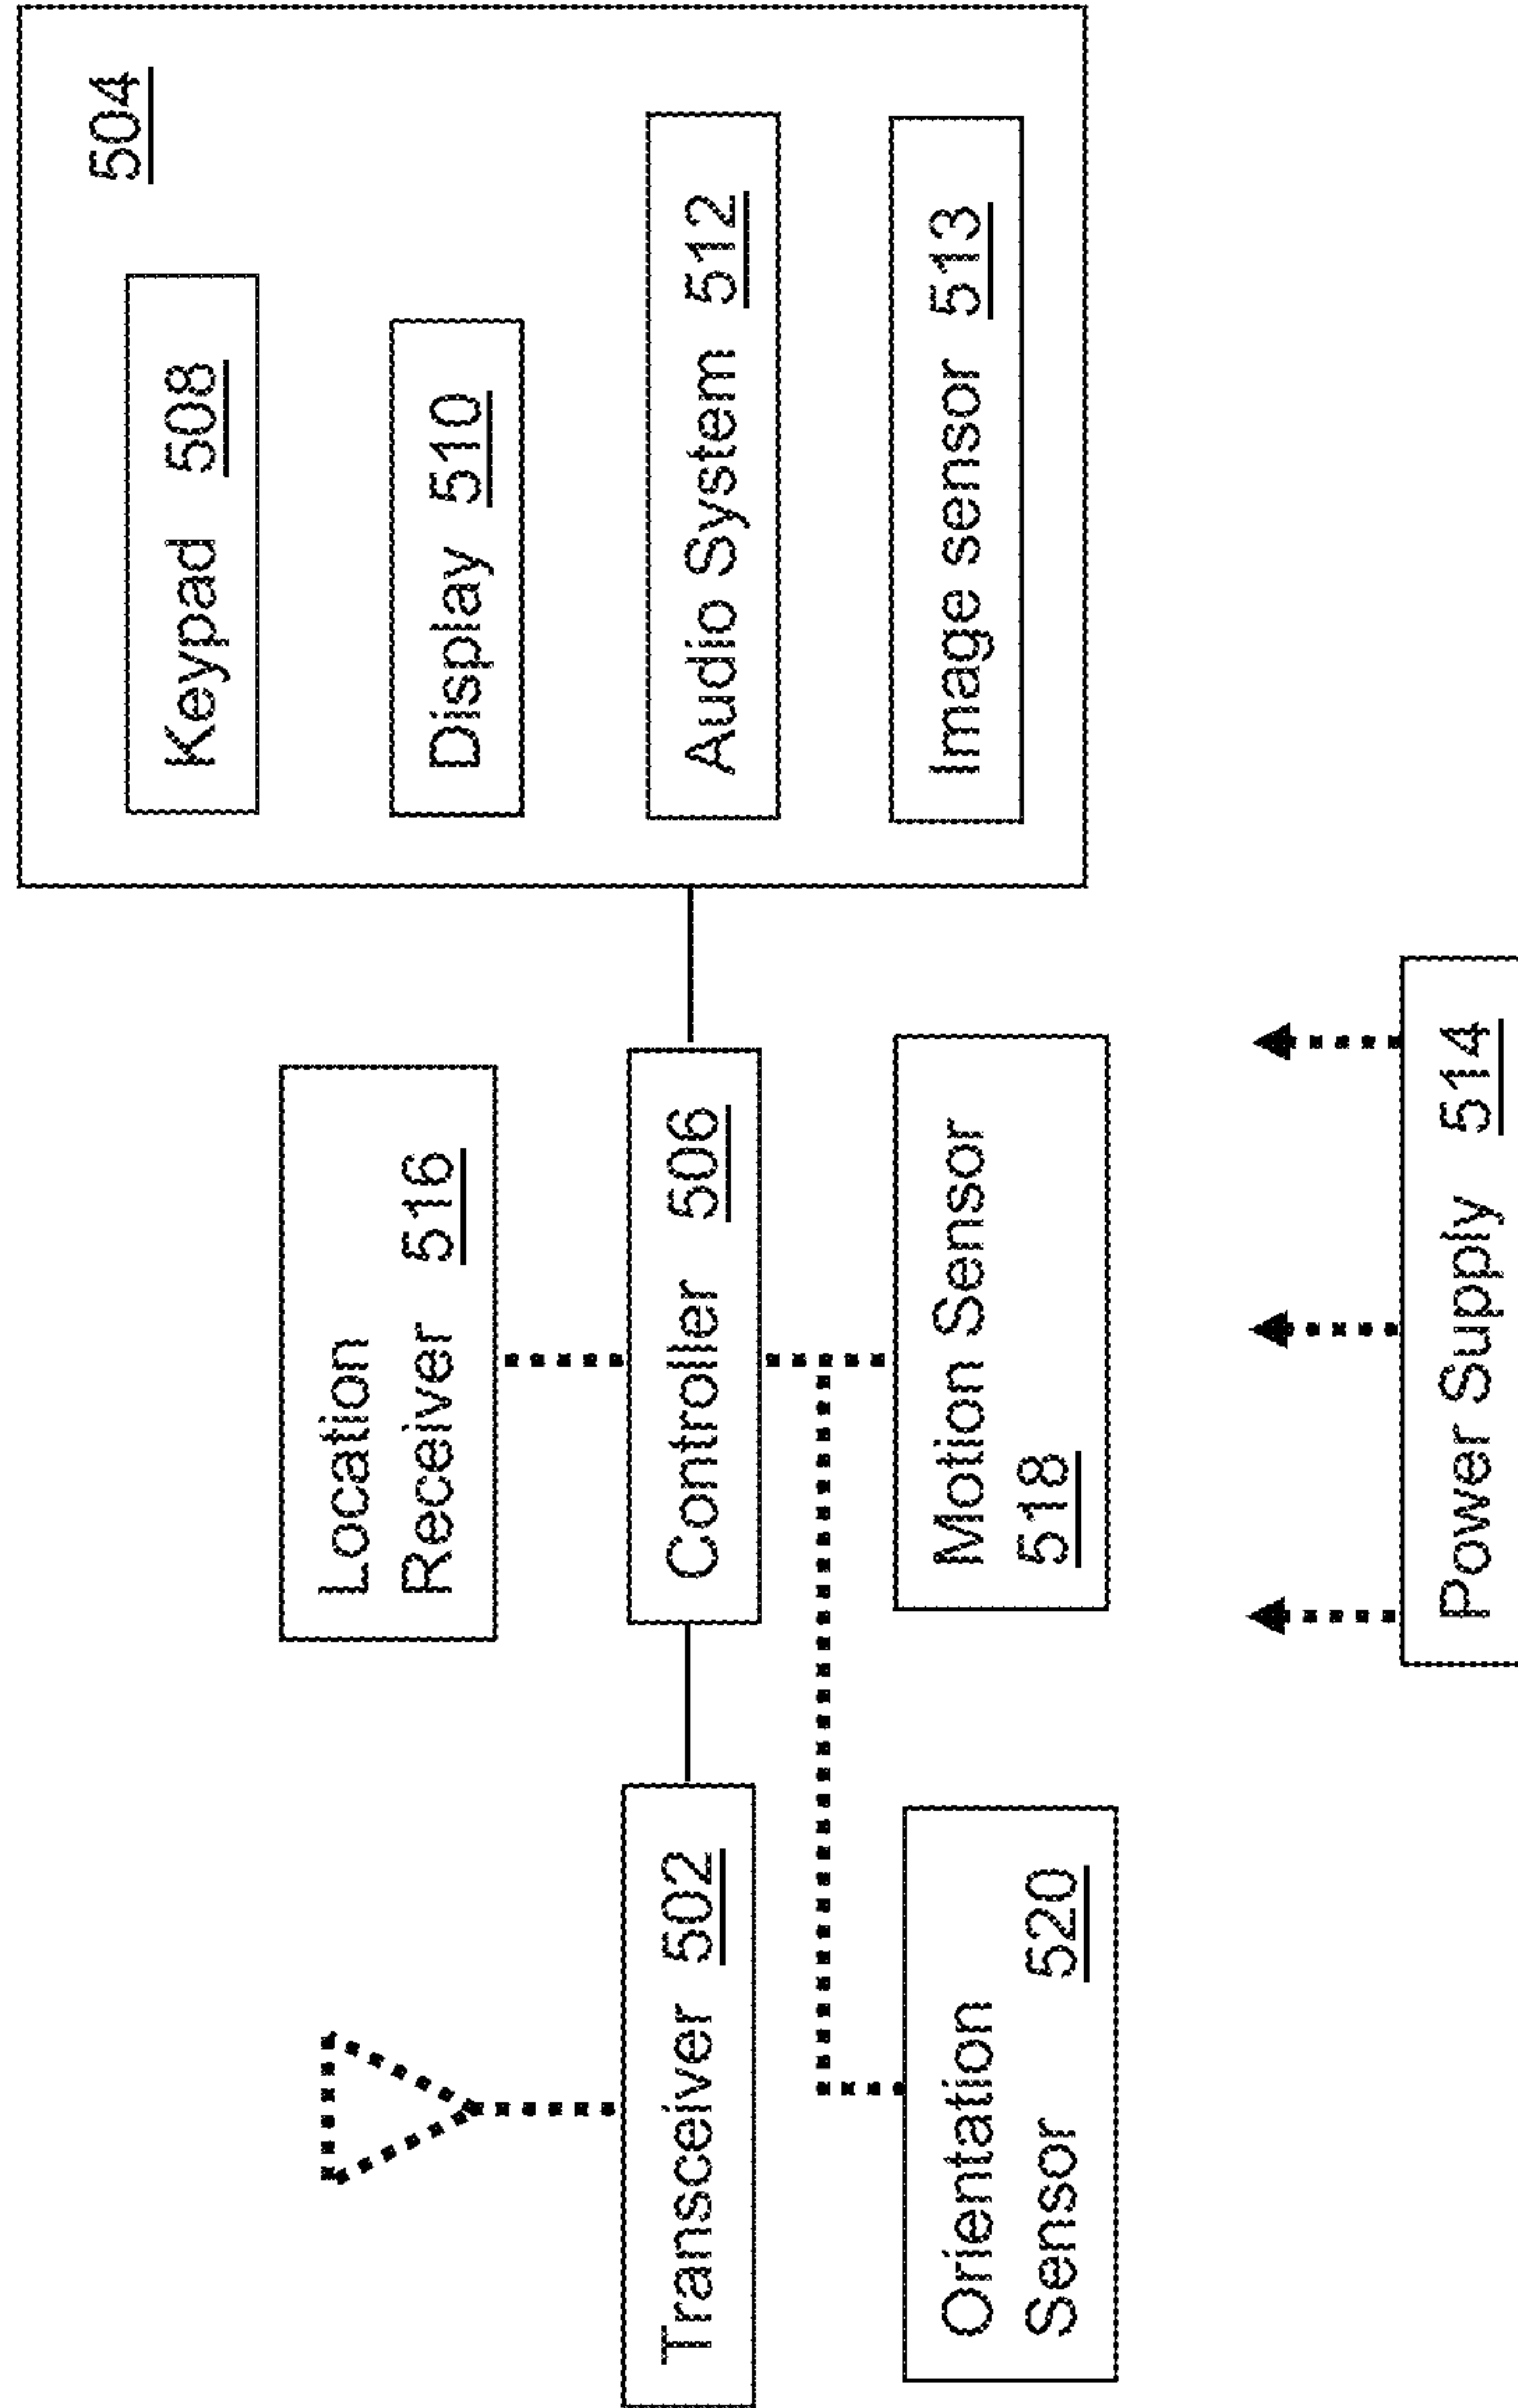 504
Keypad 508
Display 510
Audio System 512
Image sensor 513
Location
Receiver 516
Controller 506
Motion Sensor
518
Transceiver 502
Orientation
Sensor 520
Power Supply 514